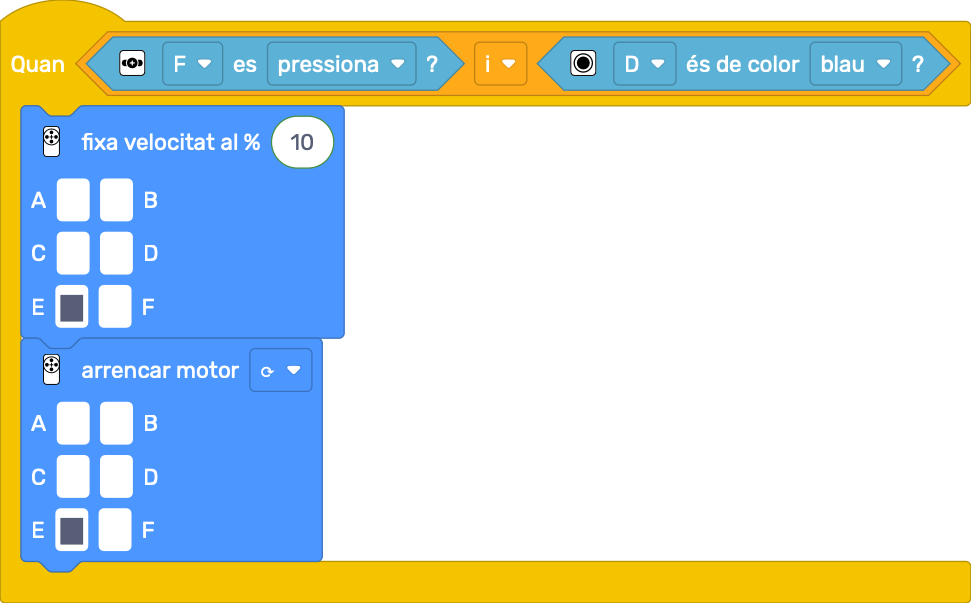 Quan F es pressiona ? i D és de color blau ?
fixa velocitat al % 10
A B
C D
E F
arrencar motor
A B
C D
E F